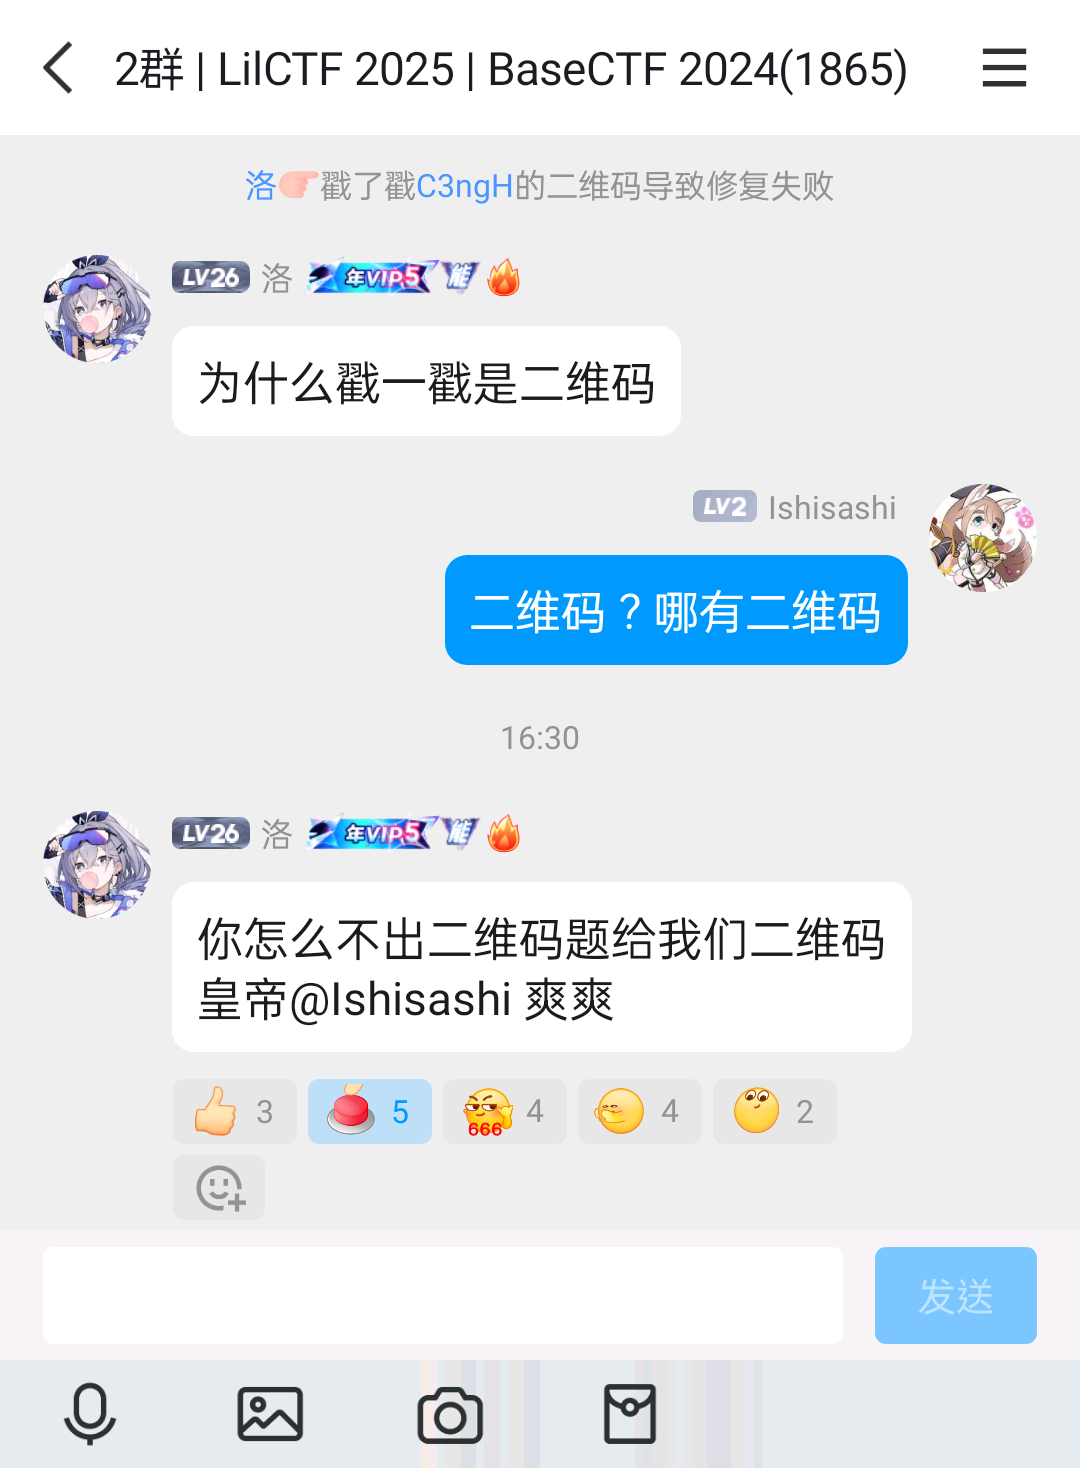 2群 | LilCTF 2025 | BaseCTF 2024(1865)
洛👉戳了戳C3ngH的二维码导致修复失败
LV26 洛 年VIP5 能
为什么戳一戳是二维码
LV2 Ishisashi
二维码？哪有二维码
16:30
LV26 洛 年VIP5 能
你怎么不出二维码题给我们二维码
皇帝@Ishisashi 爽爽
3 5 666 4 4 2
发送